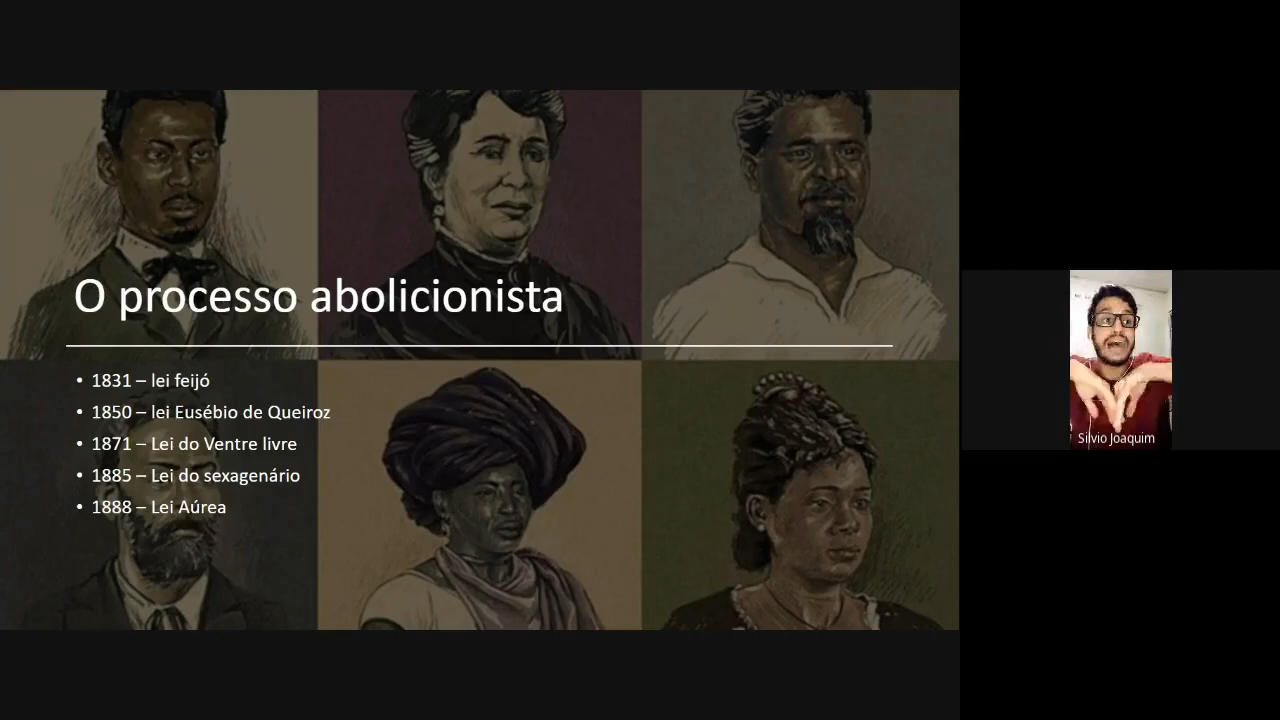 O processo abolicionista
• 1831 – lei feijó
• 1850 – lei Eusébio de Queiroz
• 1871 – Lei do Ventre livre
• 1885 – Lei do sexagenário
• 1888 – Lei Aúrea
Silvio Joaquim